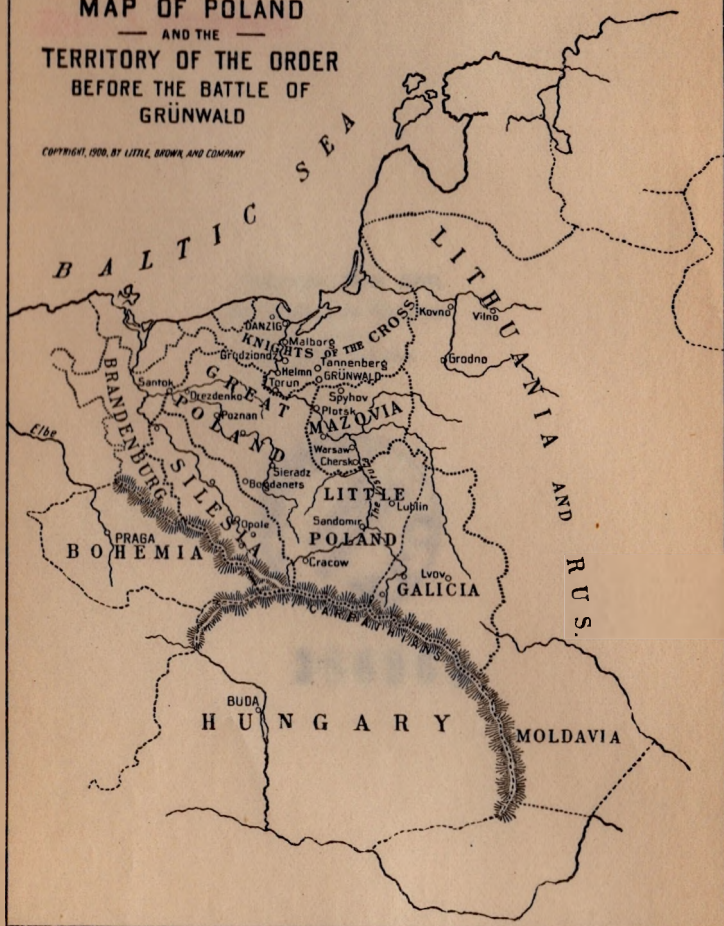 MAP OF POLAND
AND THE
TERRITORY OF THE ORDER
BEFORE THE BATTLE OF
GRÜNWALD
COPYRIGHT, 1900, BY LITTLE, BROWN, AND COMPANY
BALTIC SEA
LITHUANIA AND RUS.
DANZIG
Malborg
KNIGHTS OF THE CROSS
Kovno
Vilno
Grodno
Grudziond
Tannenberg
Helmn
GRÜNWALD
Torun
BRANDENBURG
Santok
Drezdenko
GREAT POLAND
Poznan
Spyhov
Plotsk
MAZOVIA
Warsaw
Chersk
Elbe
SILESIA
Sieradz
Bogdanets
LITTLE
POLAND
Lublin
Opole
Sandomir
PRAGA
BOHEMIA
Cracow
Lvov
GALICIA
CARPATHIANS
BUDA
HUNGARY
MOLDAVIA